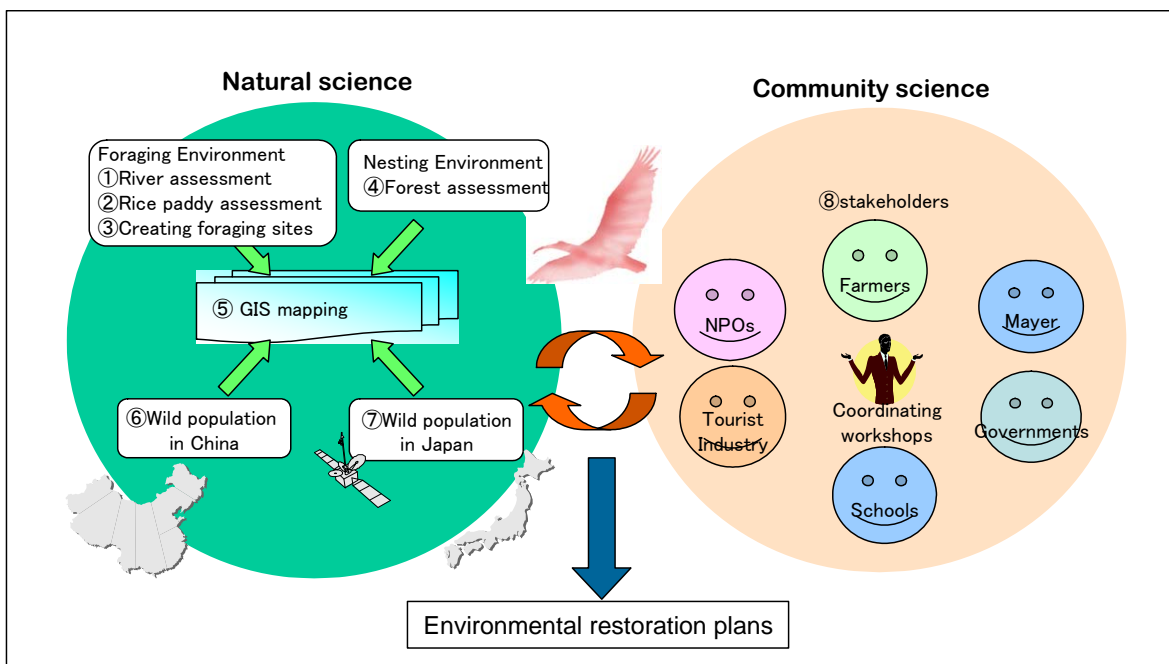 Natural science
Community science
Foraging Environment
①River assessment
②Rice paddy assessment
③Creating foraging sites
Nesting Environment
④Forest assessment
⑤ GIS mapping
⑥Wild population
in China
⑦Wild population
in Japan
⑧stakeholders
Farmers
NPOs
Mayer
Tourist
Industry
Coordinating
workshops
Governments
Schools
Environmental restoration plans